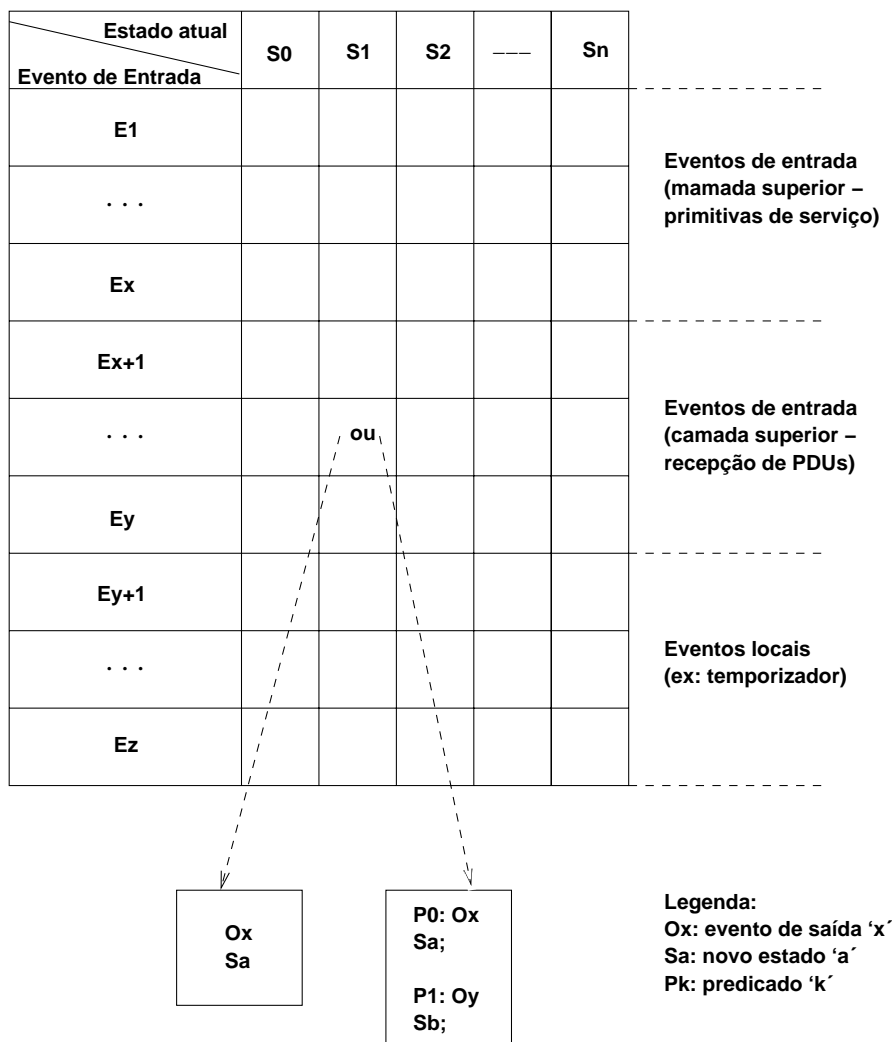 Estado atual
Evento de Entrada
S0 S1 S2 --- Sn
E1
. . .
Ex
Eventos de entrada
(mamada superior –
primitivas de serviço)
Ex+1
. . .
ou
Ey
Eventos de entrada
(camada superior –
recepção de PDUs)
Ey+1
. . .
Ez
Eventos locais
(ex: temporizador)
Ox
Sa
P0: Ox
Sa;
P1: Oy
Sb;
Legenda:
Ox: evento de saída ‘x´
Sa: novo estado ‘a´
Pk: predicado ‘k´